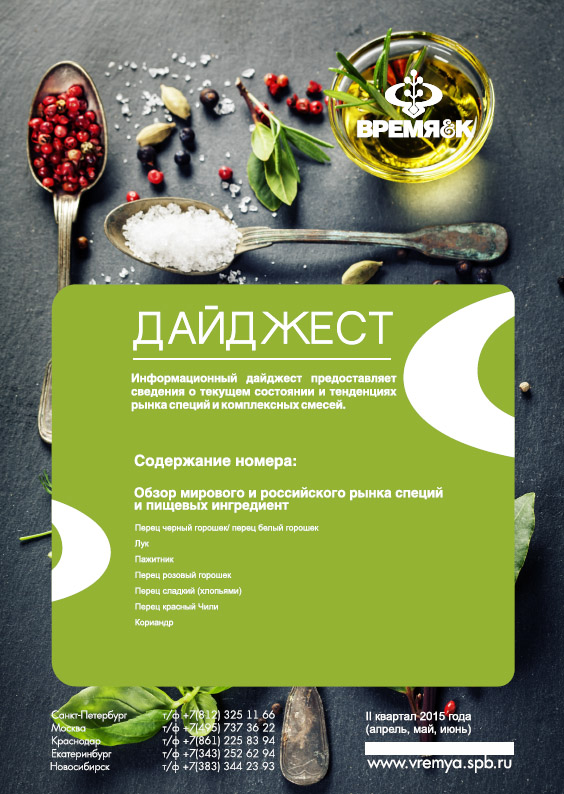 ВРЕМЯ&К
ДАЙДЖЕСТ
Информационный дайджест предоставляет
сведения о текущем состоянии и тенденциях
рынка специй и комплексных смесей.
Содержание номера:
Обзор мирового и российского рынка специй
и пищевых ингредиент
Перец черный горошек/ перец белый горошек
Лук
Пажитник
Перец розовый горошек
Перец сладкий (хлопьями)
Перец красный Чили
Кориандр
Санкт-Петербург т/ф +7(812) 325 11 66
Москва т/ф +7(495) 737 36 22
Краснодар т/ф +7(861) 225 83 94
Екатеринбург т/ф +7(343) 252 62 94
Новосибирск т/ф +7(383) 344 23 93
II квартал 2015 года
(апрель, май, июнь)
www.vremya.spb.ru